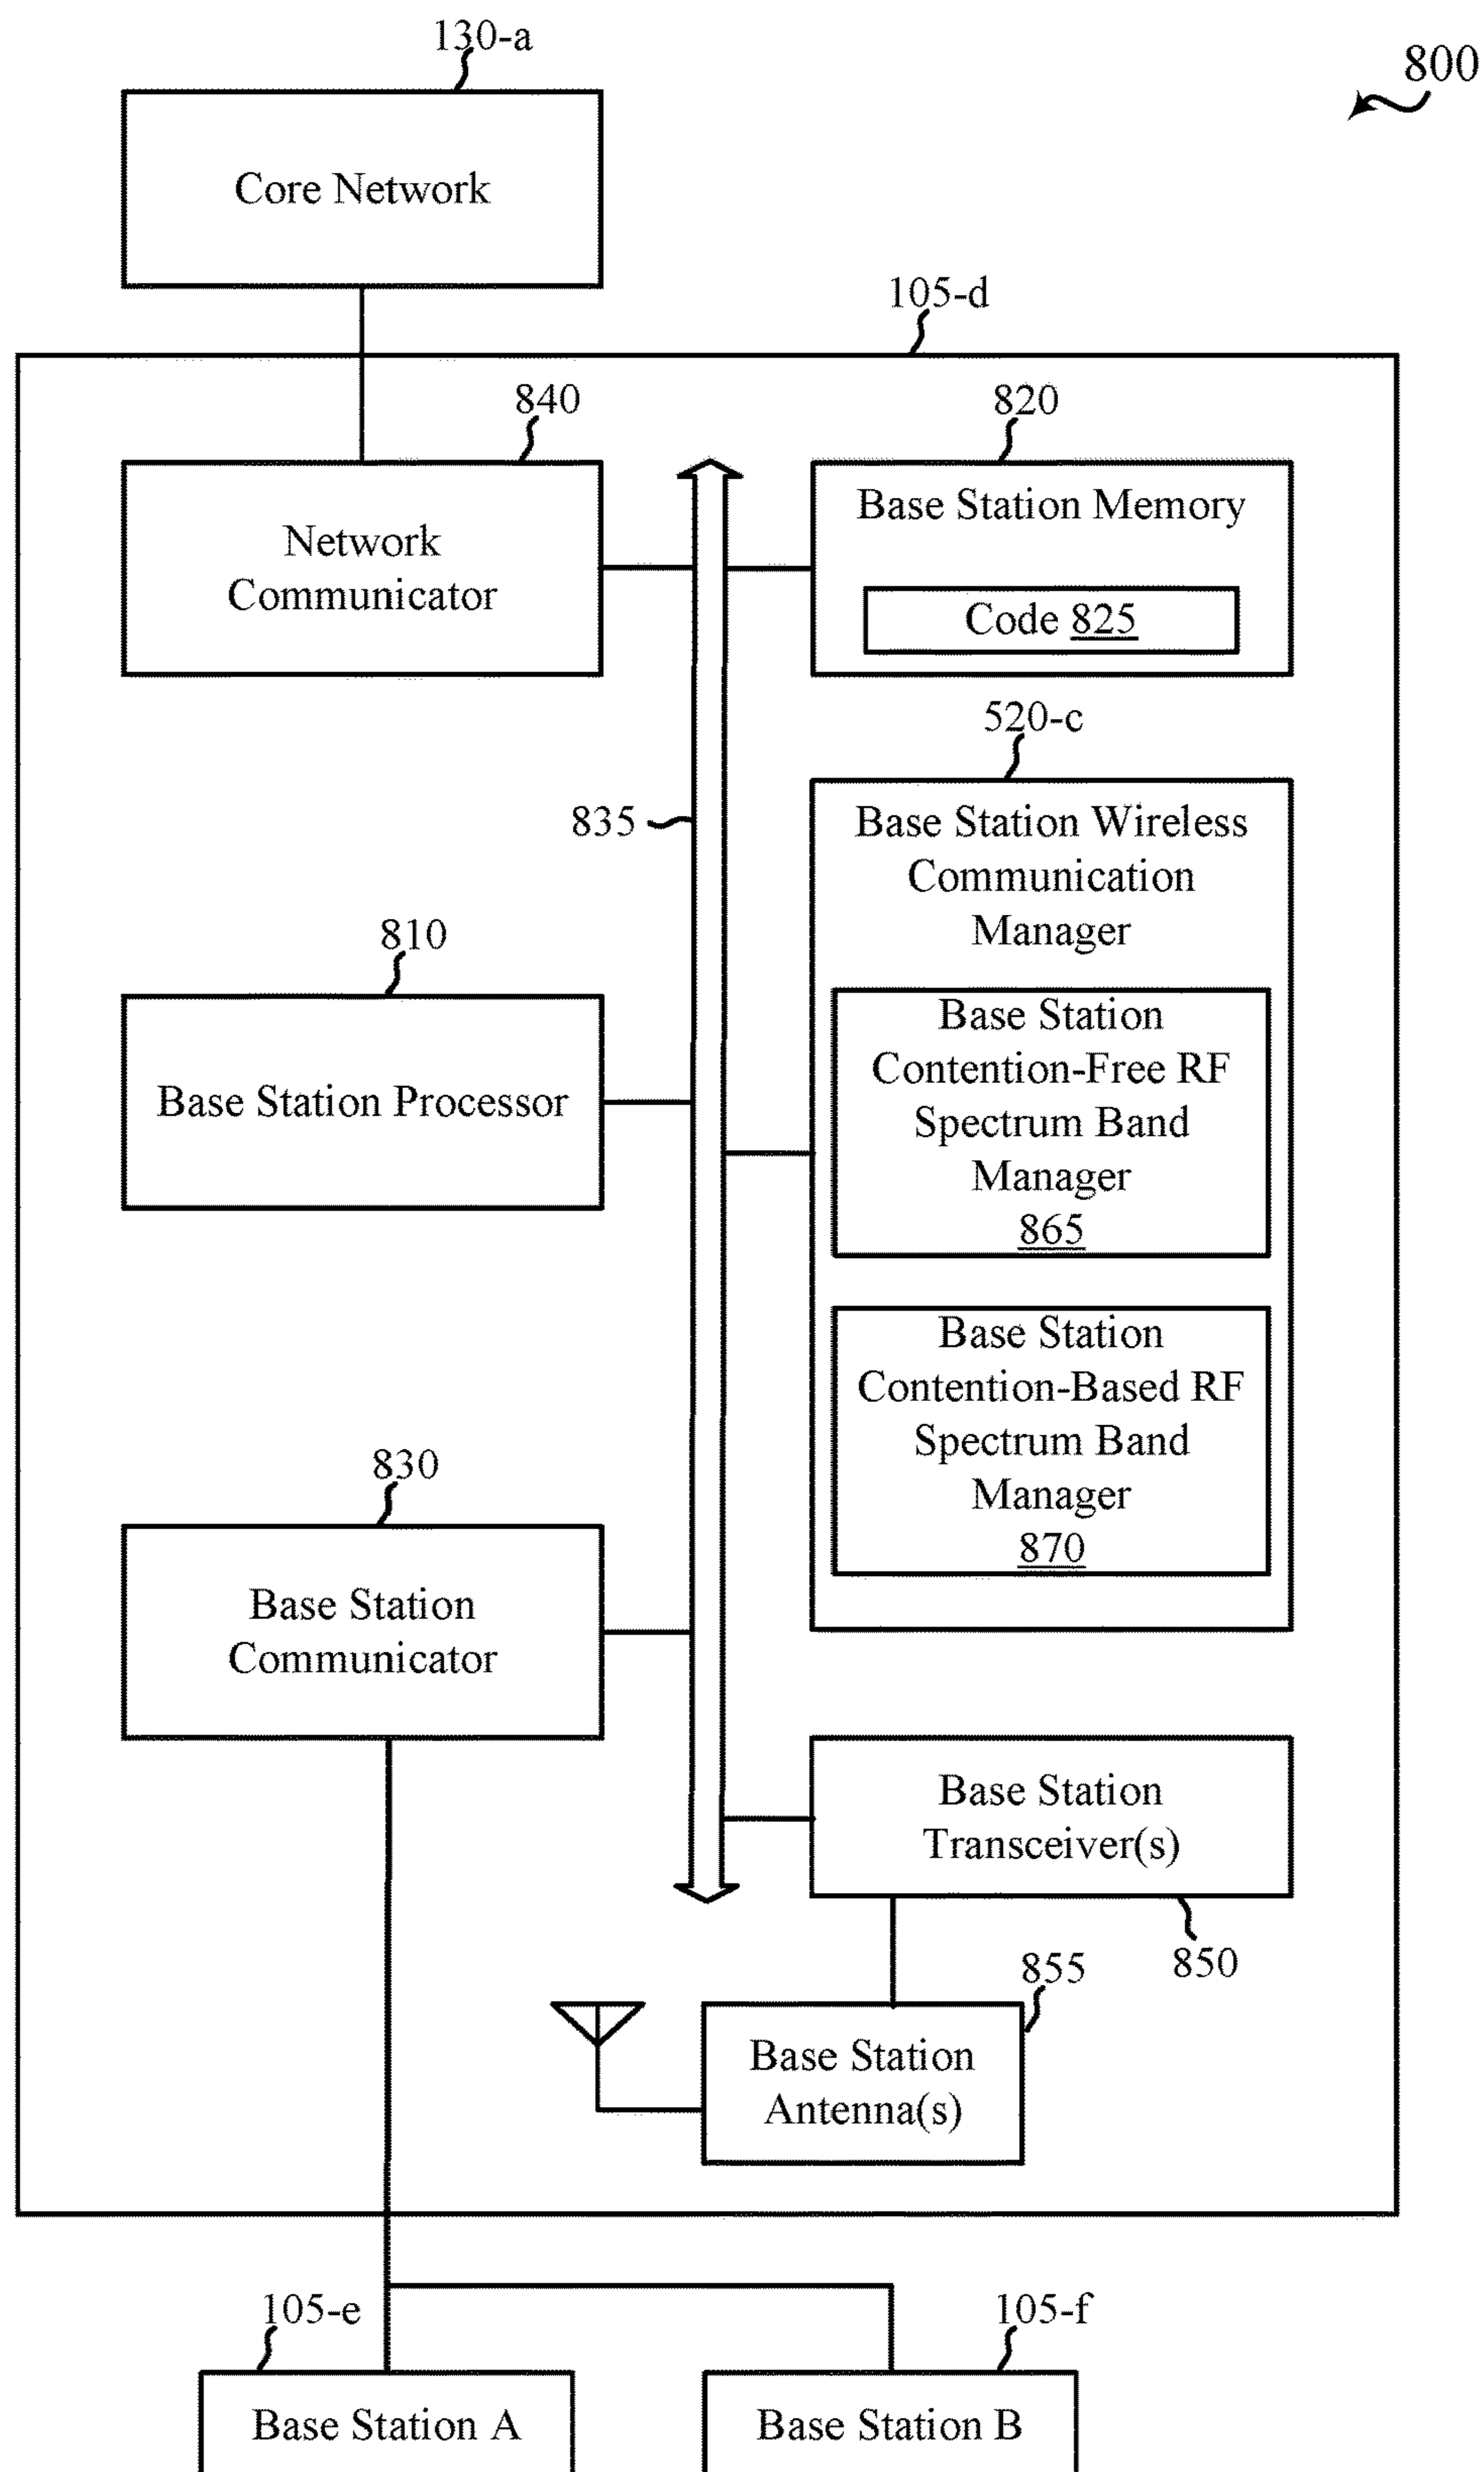 130-a
800
Core Network
105-d
840
820
Network
Communicator
Base Station Memory
Code 825
520-c
835
Base Station Wireless
Communication
Manager
810
Base Station Processor
Base Station
Contention-Free RF
Spectrum Band
Manager
865
Base Station
Contention-Based RF
Spectrum Band
Manager
870
830
Base Station
Communicator
Base Station
Transceiver(s)
850
855
Base Station
Antenna(s)
105-e
105-f
Base Station A
Base Station B